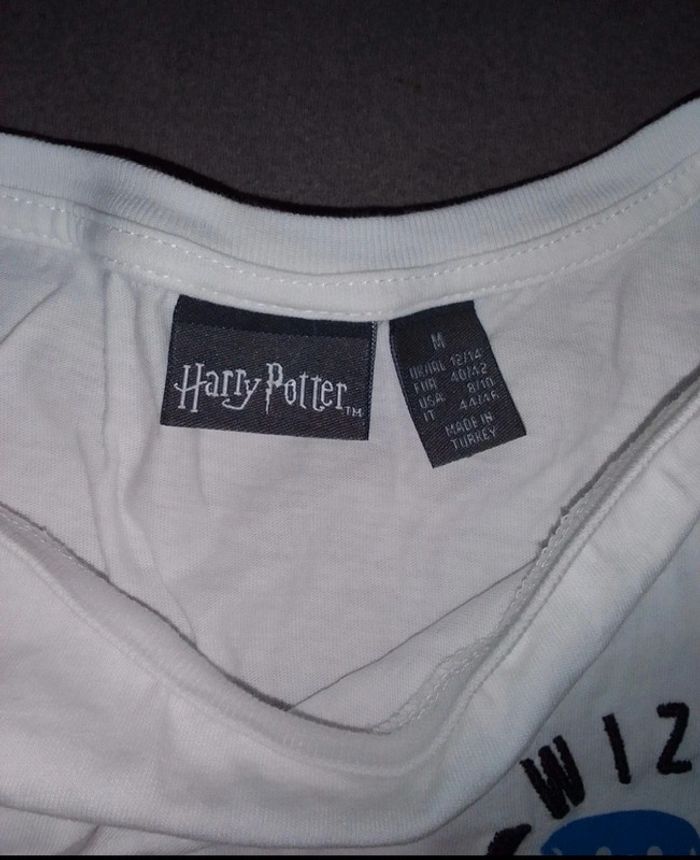 Harry Potter™
M
UK/IRL 12/14
EUR 40/42
USA 8/10
IT 44/46
MADE IN
TURKEY
WIZ